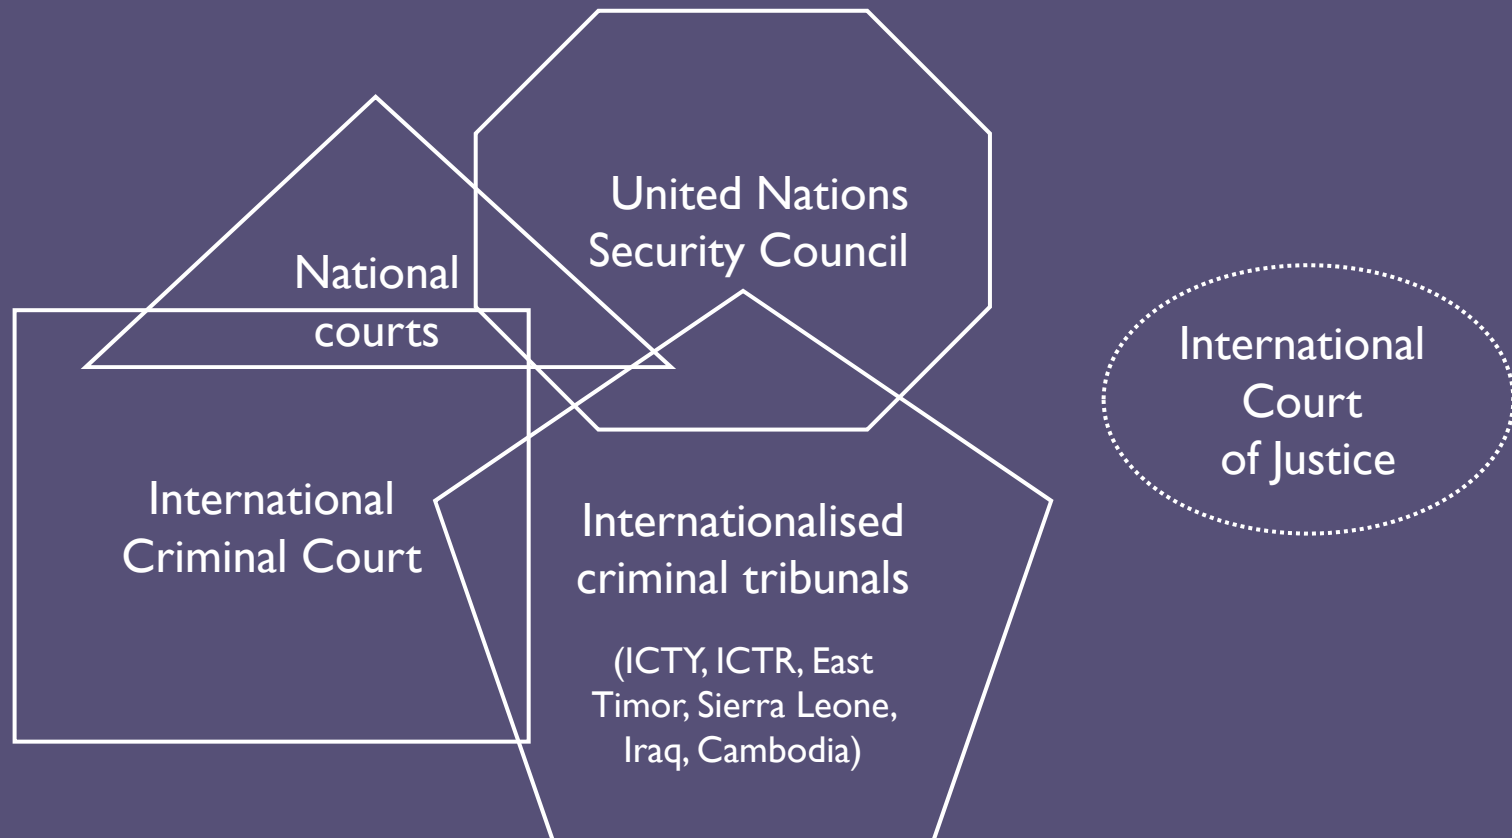 United Nations
Security Council
National
courts
International
Court
of Justice
International
Criminal Court
Internationalised
criminal tribunals
(ICTY, ICTR, East
Timor, Sierra Leone,
Iraq, Cambodia)